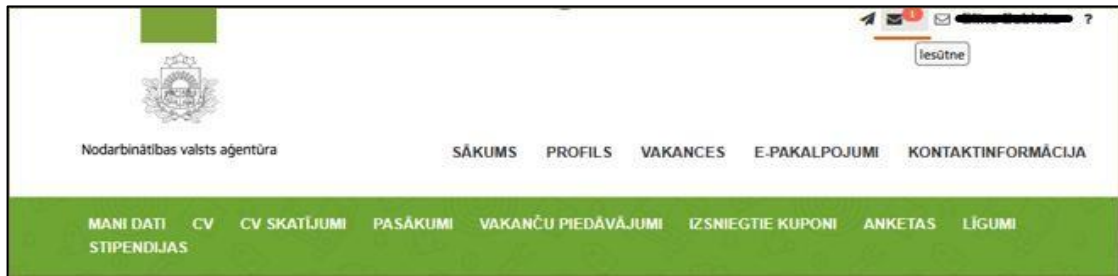 1 ?
Iesūtne
Nodarbinātības valsts aģentūra
SĀKUMS PROFILS VAKANCES E-PAKALPOJUMI KONTAKTINFORMĀCIJA
MANI DATI CV CV SKATĪJUMI PASĀKUMI VAKANČU PIEDĀVĀJUMI IZSNIEGTIE KUPONI ANKETAS LĪGUMI
STIPENDIJAS